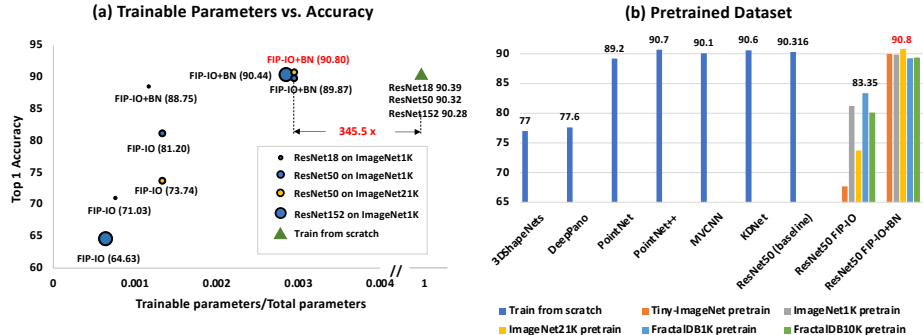 (a) Trainable Parameters vs. Accuracy
Top 1 Accuracy
95
90
85
80
75
70
65
60
FIP-IO+BN (90.80)
FIP-IO+BN (90.44)
FIP-IO+BN (89.87)
FIP-IO+BN (88.75)
ResNet18 90.39
ResNet50 90.32
ResNet152 90.28
345.5 x
FIP-IO (81.20)
FIP-IO (73.74)
FIP-IO (71.03)
FIP-IO (64.63)
ResNet18 on ImageNet1K
ResNet50 on ImageNet1K
ResNet50 on ImageNet21K
ResNet152 on ImageNet1K
Train from scratch
0 0.001 0.002 0.003 0.004 // 1
Trainable parameters/Total parameters
(b) Pretrained Dataset
90
85
80
75
70
65
77
77.6
89.2
90.7
90.1
90.6
90.316
83.35
90.8
3DShapeNets
DeepPano
PointNet
PointNet++
MVCNN
KDNet
ResNet50 (baseline)
ResNet50 FIP-IO
ResNet50 FIP-IO+BN
Train from scratch
Tiny-ImageNet pretrain
ImageNet1K pretrain
ImageNet21K pretrain
FractalDB1K pretrain
FractalDB10K pretrain